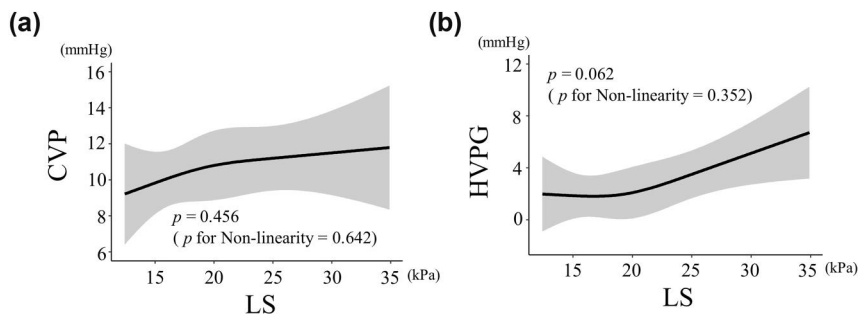 (a)
(mmHg)
16
14
12
10
8
6
CVP
p = 0.456
( p for Non-linearity = 0.642)
15 20 25 30 35 (kPa)
LS
(b)
(mmHg)
12
8
4
0
HVPG
p = 0.062
( p for Non-linearity = 0.352)
15 20 25 30 35 (kPa)
LS